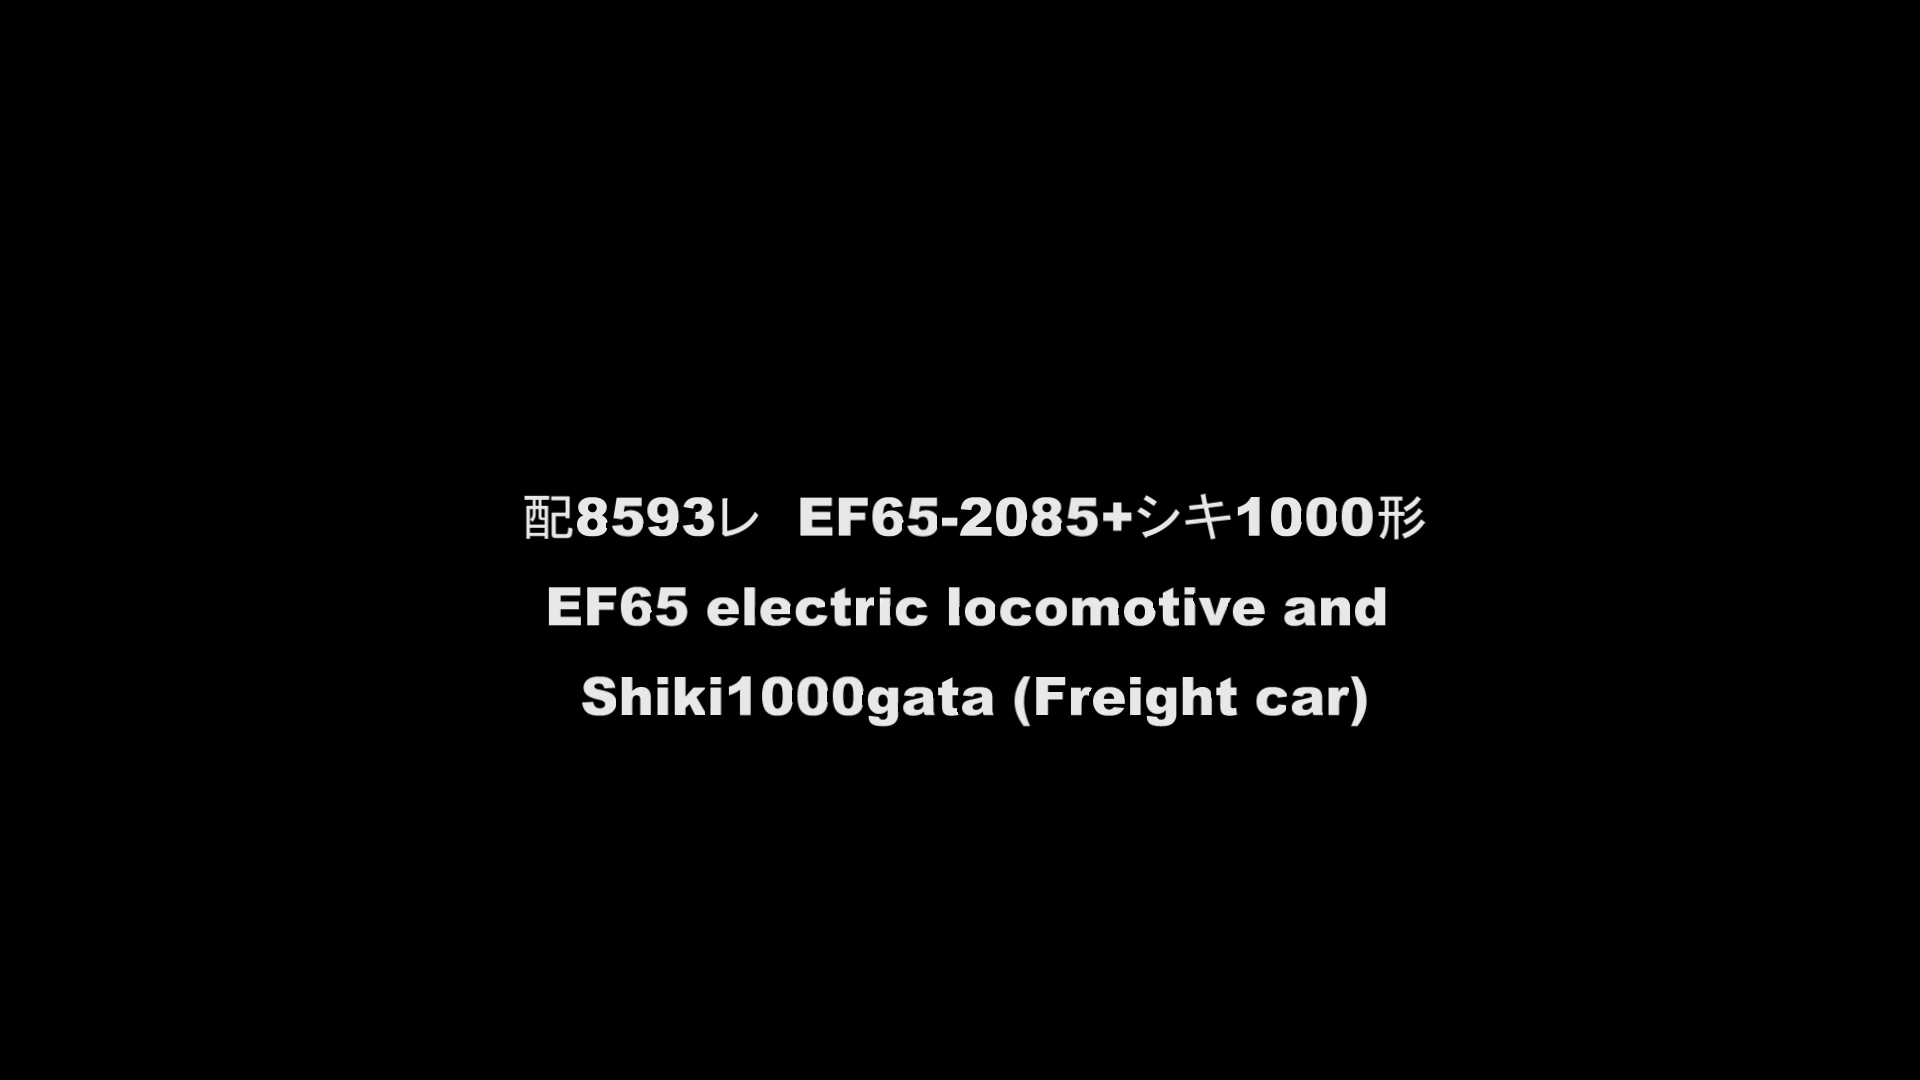 配8593レ EF65-2085+シキ1000形
EF65 electric locomotive and
Shiki1000gata (Freight car)